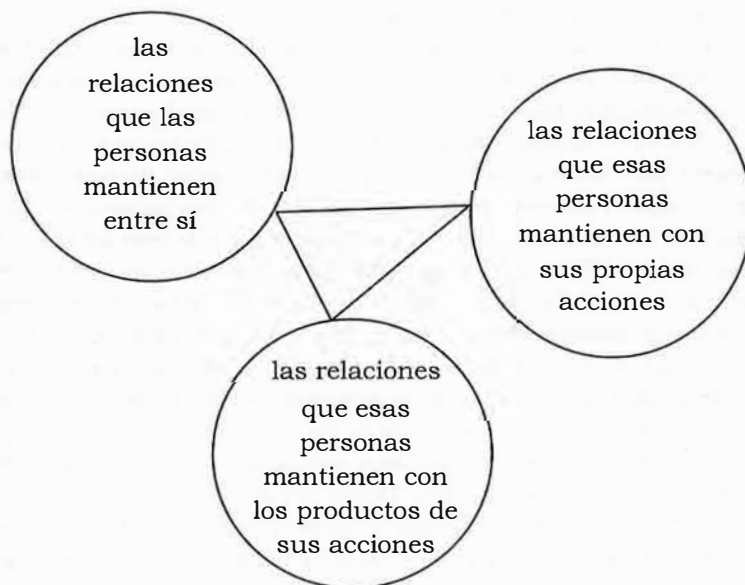 las
relaciones
que las
personas
mantienen
entre sí
las relaciones
que esas
personas
mantienen con
sus propias
acciones
las relaciones
que esas
personas
mantienen con
los productos de
sus acciones